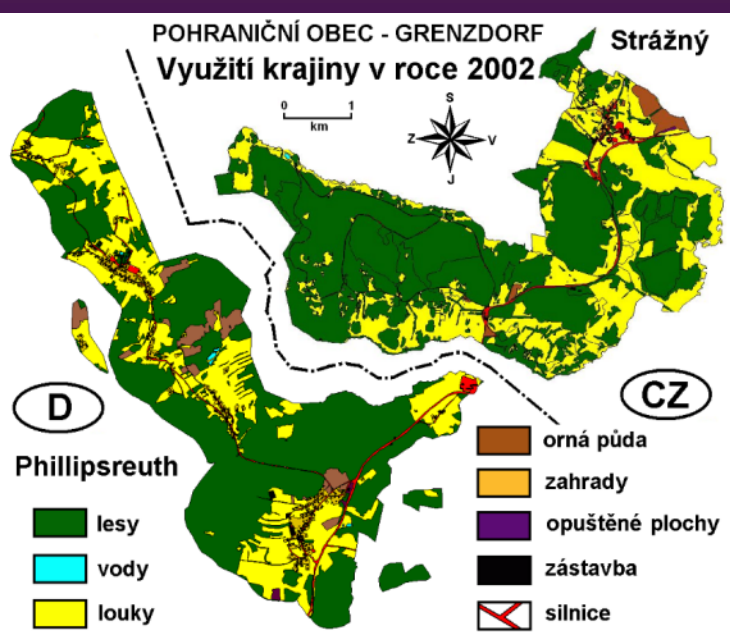 POHRANIČNÍ OBEC - GRENZDORF
Využití krajiny v roce 2002
Strážný
0 1
km
S
Z V
J
D
CZ
Phillipsreuth
lesy
vody
louky
orná půda
zahrady
opuštěné plochy
zástavba
silnice